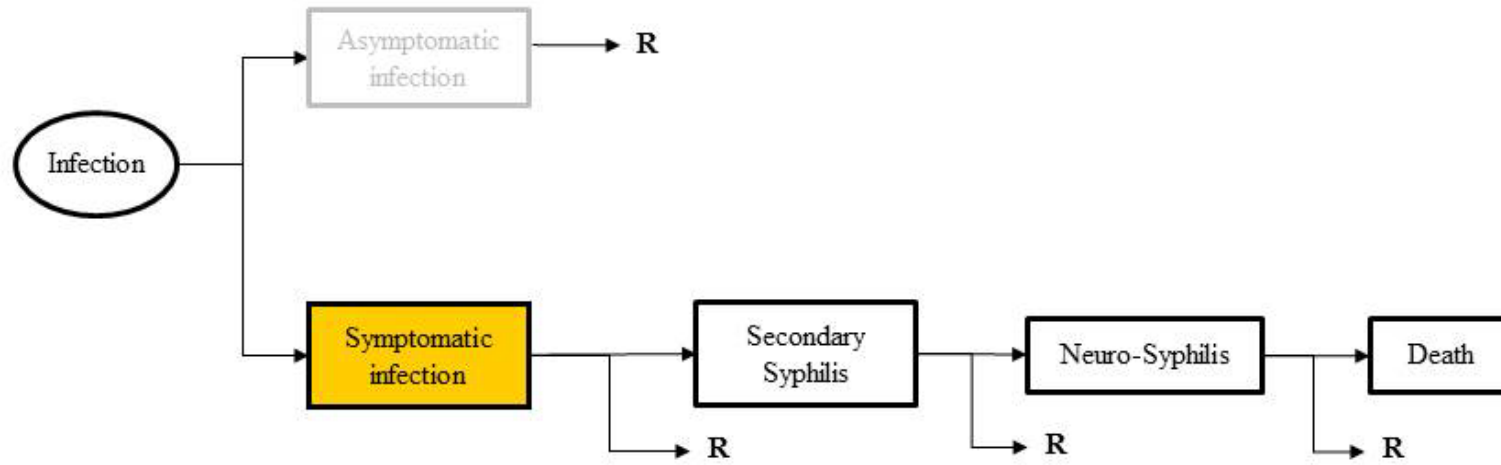 Asymptomatic
infection
R
Infection
Symptomatic
infection
R
Secondary
Syphilis
R
Neuro-Syphilis
R
Death